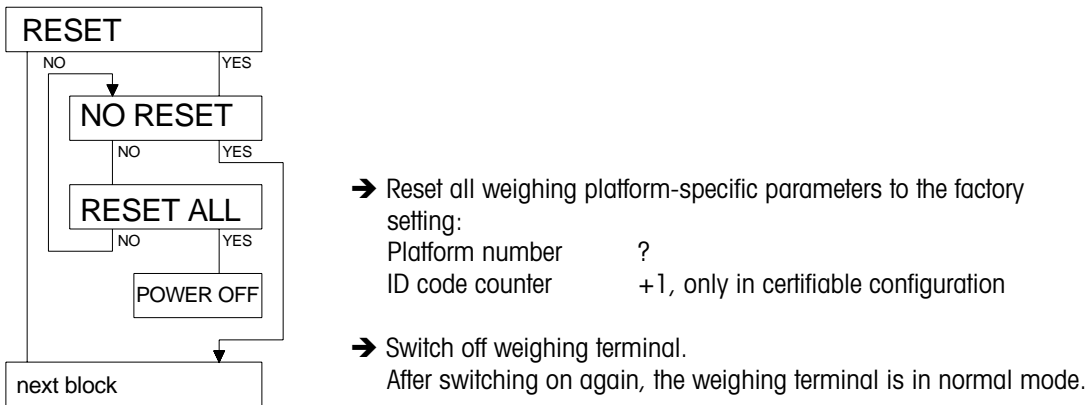 RESET
NO YES
NO RESET
NO YES
RESET ALL
NO YES
POWER OFF
next block
➔ Reset all weighing platform-specific parameters to the factory
setting:
Platform number ?
ID code counter +1, only in certifiable configuration
➔ Switch off weighing terminal.
After switching on again, the weighing terminal is in normal mode.